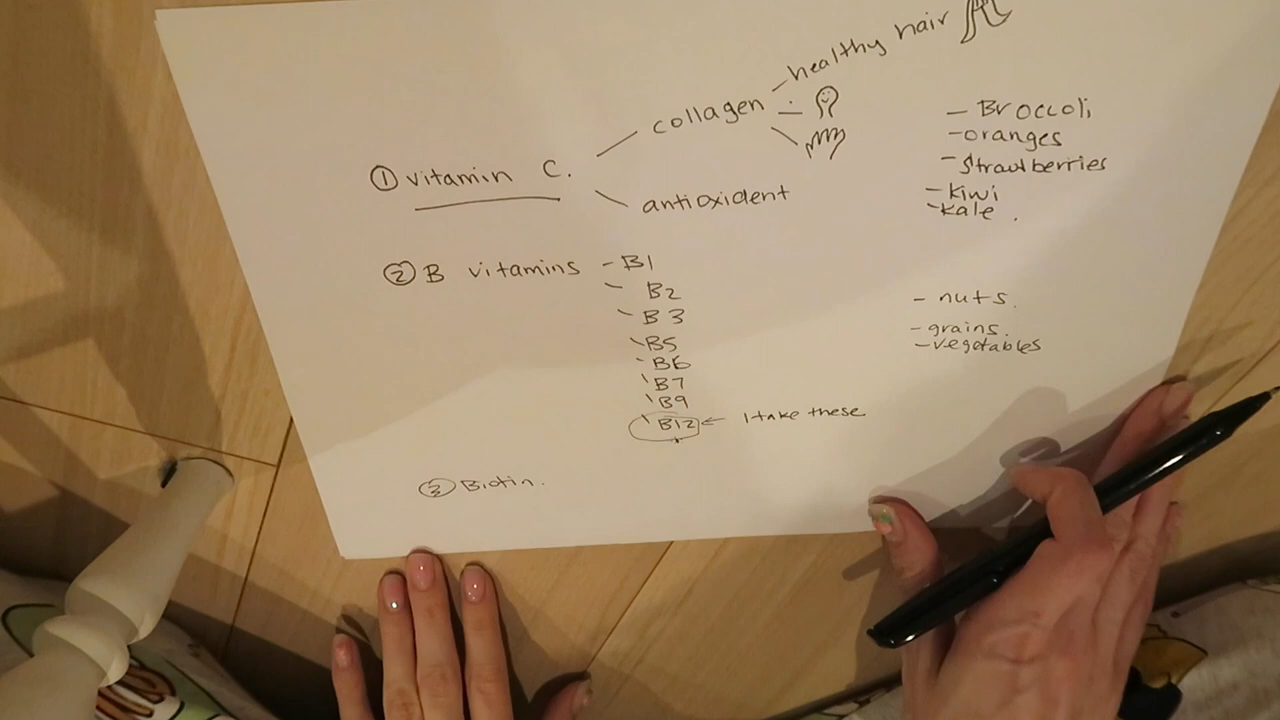 ① vitamin C.
collagen
healthy hair
antioxident
- Broccoli
- oranges
- Strawberries
- kiwi
- kale.
② B vitamins - B1
- B2
- B3
- B5
- B6
- B7
- B9
- B12 ← I take these
- nuts.
- grains.
- vegetables
③ Biotin.